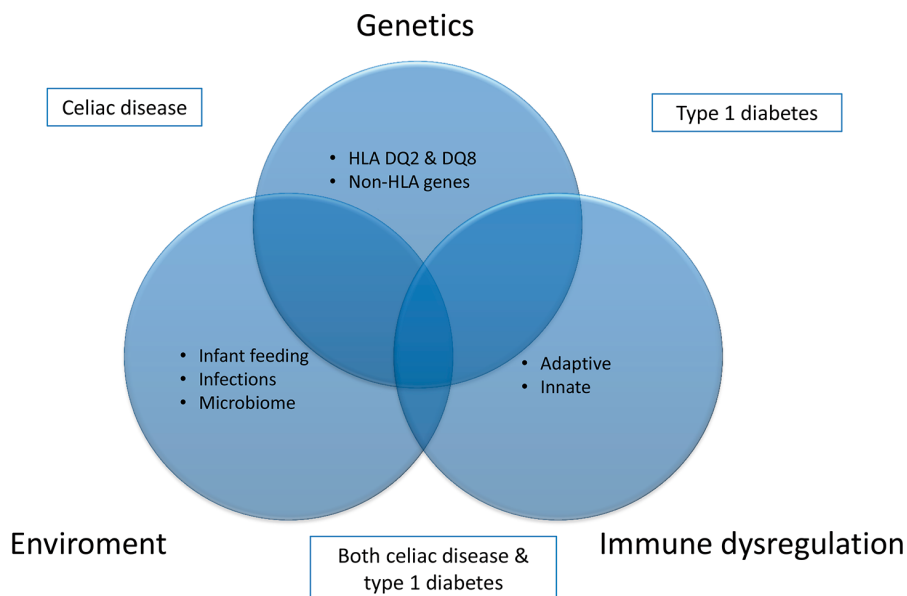 Genetics
Celiac disease
Type 1 diabetes
• HLA DQ2 & DQ8
• Non-HLA genes
• Infant feeding
• Infections
• Microbiome
• Adaptive
• Innate
Enviroment
Immune dysregulation
Both celiac disease &
type 1 diabetes